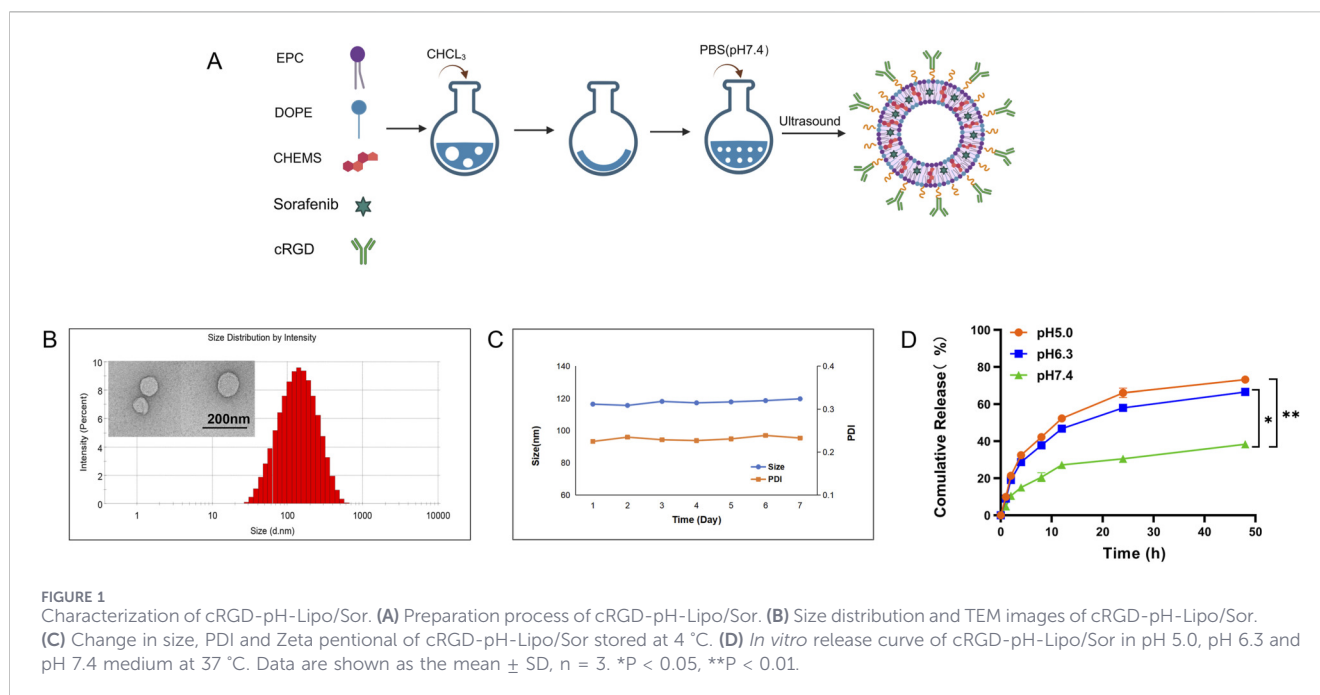 A
EPC
DOPE
CHEMS
Sorafenib
cRGD
CHCL₃
PBS(pH7.4)
Ultrasound
B
Size Distribution by Intensity
Intensity (Percent)
10
8
6
4
2
0
200nm
1
10
100
1000
10000
Size (d.nm)
C
Size(nm)
140
120
100
80
60
0.4
0.3
0.2
0.1
PDI
Size
PDI
1 2 3 4 5 6 7
Time (Day)
D
Comulative Release（%）
100
80
60
40
20
0
pH5.0
pH6.3
pH7.4
*
**
0 10 20 30 40 50
Time (h)
FIGURE 1
Characterization of cRGD-pH-Lipo/Sor. (A) Preparation process of cRGD-pH-Lipo/Sor. (B) Size distribution and TEM images of cRGD-pH-Lipo/Sor.
(C) Change in size, PDI and Zeta pentional of cRGD-pH-Lipo/Sor stored at 4 °C. (D) In vitro release curve of cRGD-pH-Lipo/Sor in pH 5.0, pH 6.3 and
pH 7.4 medium at 37 °C. Data are shown as the mean ± SD, n = 3. *P < 0.05, **P < 0.01.